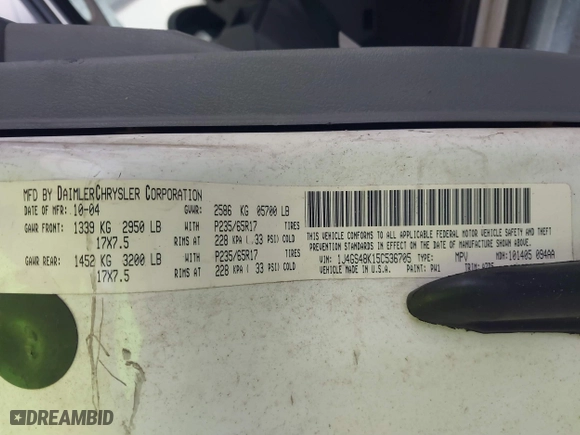 MFD BY DAIMLERCHRYSLER CORPORATION
DATE OF MFR: 10-04 GVWR: 2586 KG 05700 LB
GAWR FRONT: 1339 KG 2950 LB WITH P235/65R17 TIRES
17X7.5 RIMS AT 228 KPA ( 33 PSI) COLD
GAWR REAR: 1452 KG 3200 LB WITH P235/65R17 TIRES
17X7.5 RIMS AT 228 KPA ( 33 PSI) COLD
THIS VEHICLE CONFORMS TO ALL APPLICABLE FEDERAL MOTOR VEHICLE SAFETY AND THEFT
PREVENTION STANDARDS IN EFFECT ON THE DATE OF MANUFACTURE SHOWN ABOVE.
VIN: 1J4GS48K15C536705 TYPE: MPV MDH: 101405 094AA
VEHICLE MADE IN U.S.A. PAINT: PW1 TRIM:
DREAMBID